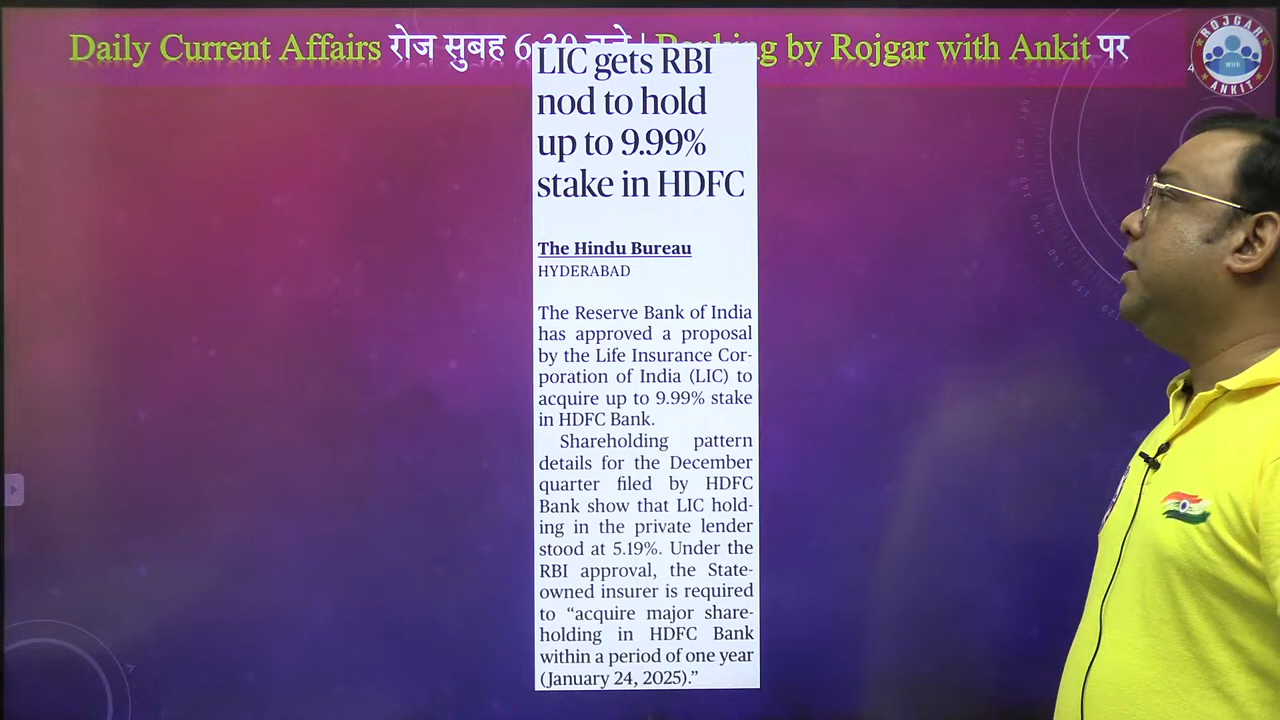 Daily Current Affairs रोज सुबह 6:30 | by Rojgar with Ankit पर
ROJGAR
WITH
ANKIT
LIC gets RBI
nod to hold
up to 9.99%
stake in HDFC
The Hindu Bureau
HYDERABAD
The Reserve Bank of India
has approved a proposal
by the Life Insurance Cor-
poration of India (LIC) to
acquire up to 9.99% stake
in HDFC Bank.
Shareholding pattern
details for the December
quarter filed by HDFC
Bank show that LIC hold-
ing in the private lender
stood at 5.19%. Under the
RBI approval, the State-
owned insurer is required
to “acquire major share-
holding in HDFC Bank
within a period of one year
(January 24, 2025).”